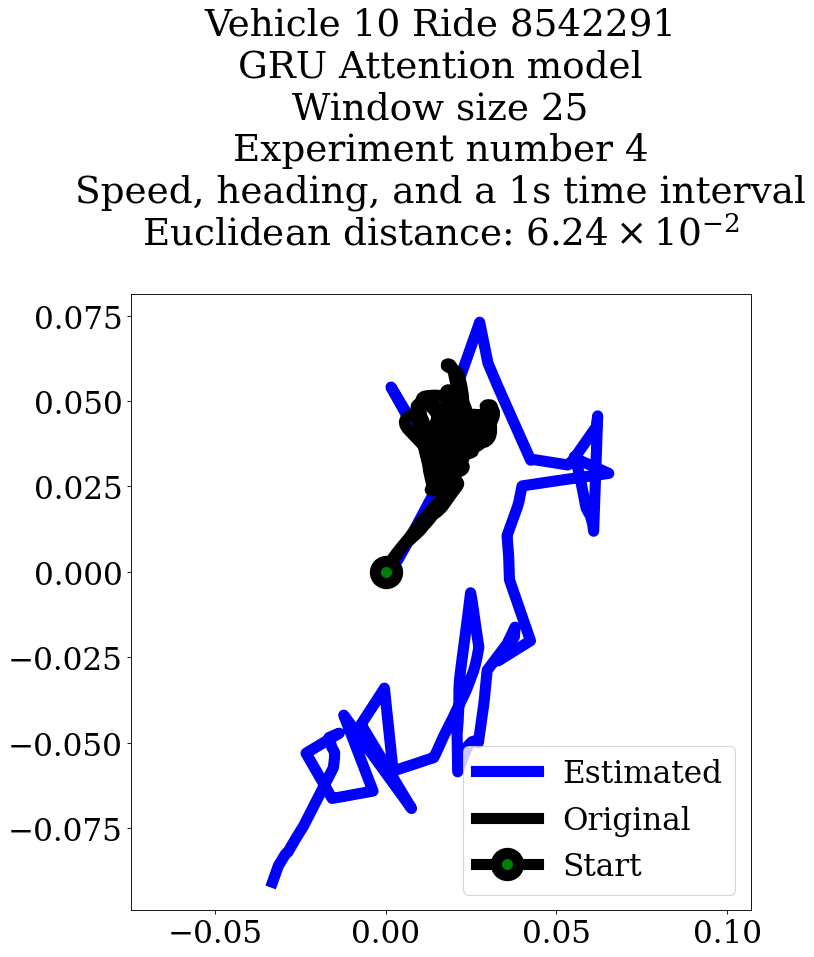 Vehicle 10 Ride 8542291
GRU Attention model
Window size 25
Experiment number 4
Speed, heading, and a 1s time interval
Euclidean distance: 6.24 × 10⁻²
0.075
0.050
0.025
0.000
−0.025
−0.050
−0.075
Estimated
Original
Start
−0.05 0.00 0.05 0.10